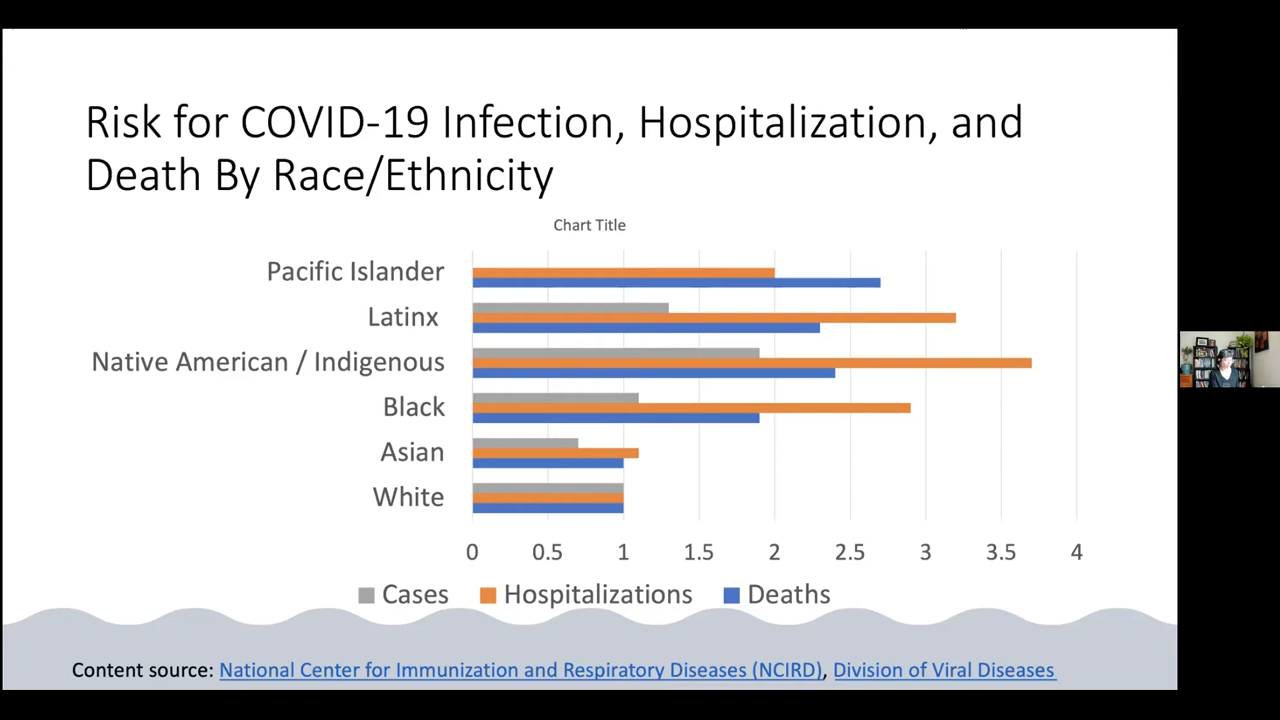 Risk for COVID-19 Infection, Hospitalization, and
Death By Race/Ethnicity
Chart Title
Pacific Islander
Latinx
Native American / Indigenous
Black
Asian
White
0 0.5 1 1.5 2 2.5 3 3.5 4
Cases Hospitalizations Deaths
Content source: National Center for Immunization and Respiratory Diseases (NCIRD), Division of Viral Diseases